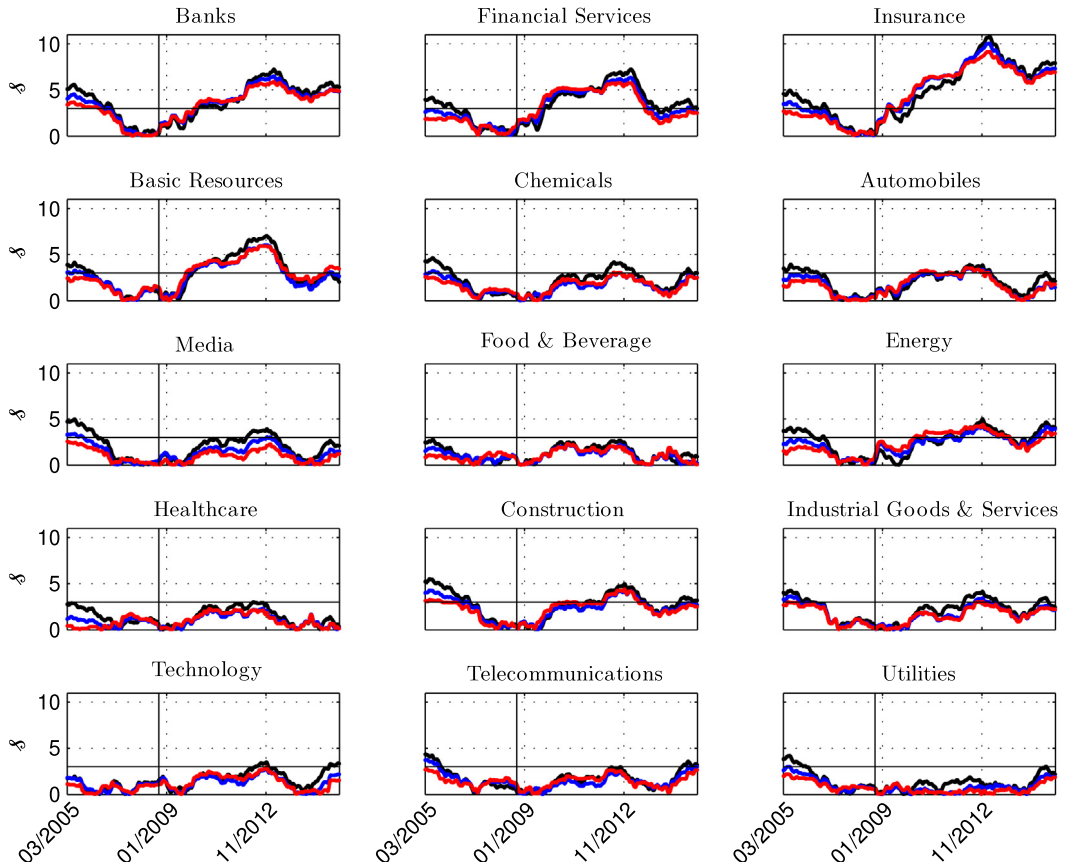 Banks Financial Services Insurance
10
5
0
𝒮
Basic Resources Chemicals Automobiles
10
5
0
𝒮
Media Food & Beverage Energy
10
5
0
𝒮
Healthcare Construction Industrial Goods & Services
10
5
0
𝒮
Technology Telecommunications Utilities
10
5
0
𝒮
03/2005 01/2009 11/2012 03/2005 01/2009 11/2012 03/2005 01/2009 11/2012